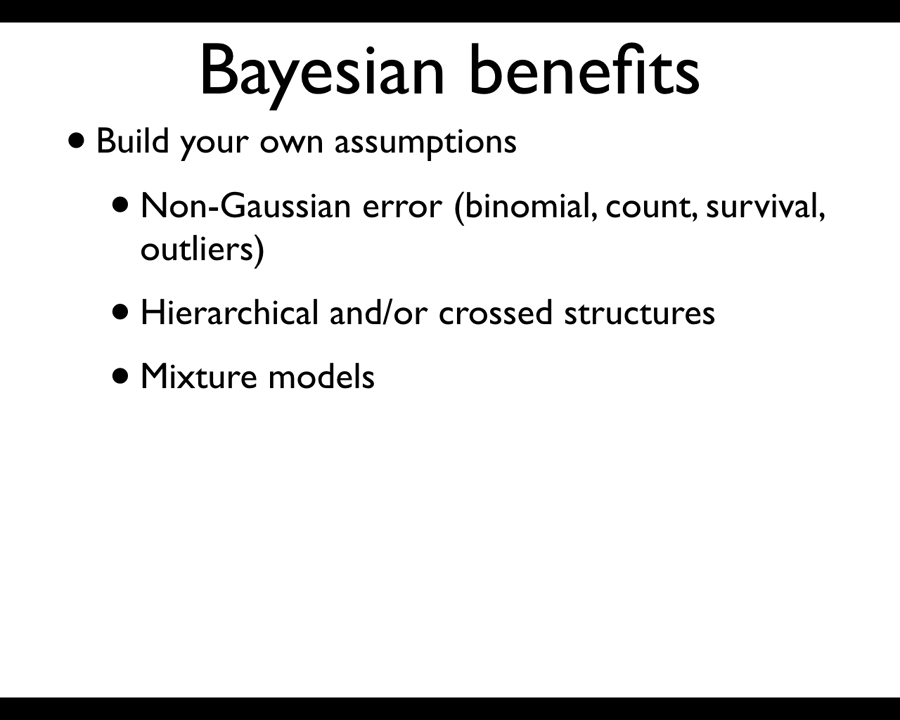 Bayesian benefits
• Build your own assumptions
• Non-Gaussian error (binomial, count, survival,
outliers)
• Hierarchical and/or crossed structures
• Mixture models